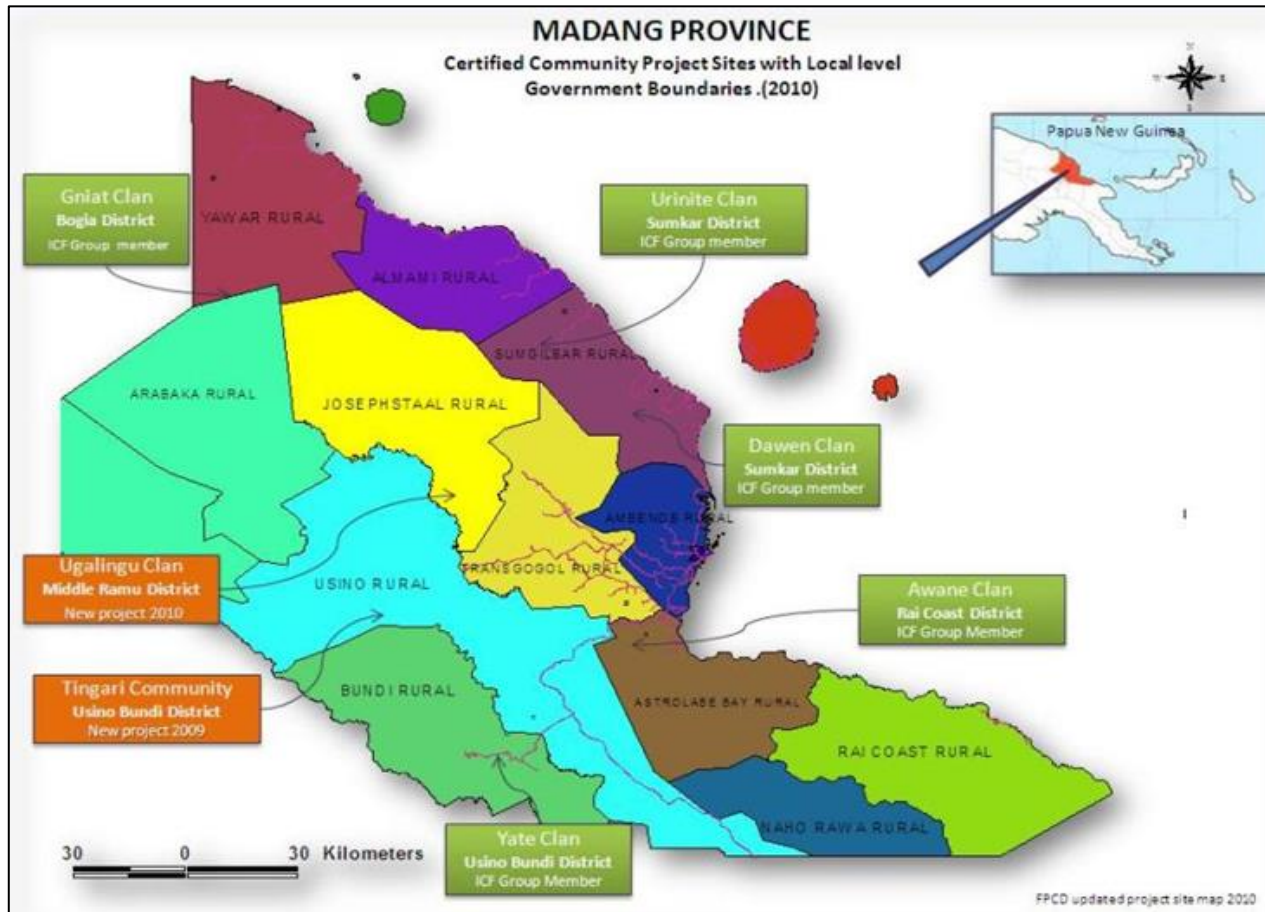 MADANG PROVINCE
Certified Community Project Sites with Local level
Government Boundaries .(2010)
Papua New Guinea
Gniat Clan
Bogia District
ICF Group member
Urinite Clan
Sumkar District
ICF Group member
YAWAR RURAL
ALMAMI RURAL
SUMGILBAR RURAL
ARABAKA RURAL
JOSEPHSTAAL RURAL
Dawen Clan
Sumkar District
ICF Group member
AMBENOB RURAL
Ugalingu Clan
Middle Ramu District
New project 2010
USINO RURAL
TRANSGOGOL RURAL
Awane Clan
Rai Coast District
ICF Group Member
Tingari Community
Usino Bundi District
New project 2009
BUNDI RURAL
ASTROLABE BAY RURAL
RAI COAST RURAL
NAHO RAWA RURAL
Yate Clan
Usino Bundi District
ICF Group Member
30 0 30 Kilometers
FPCD updated project site map 2010